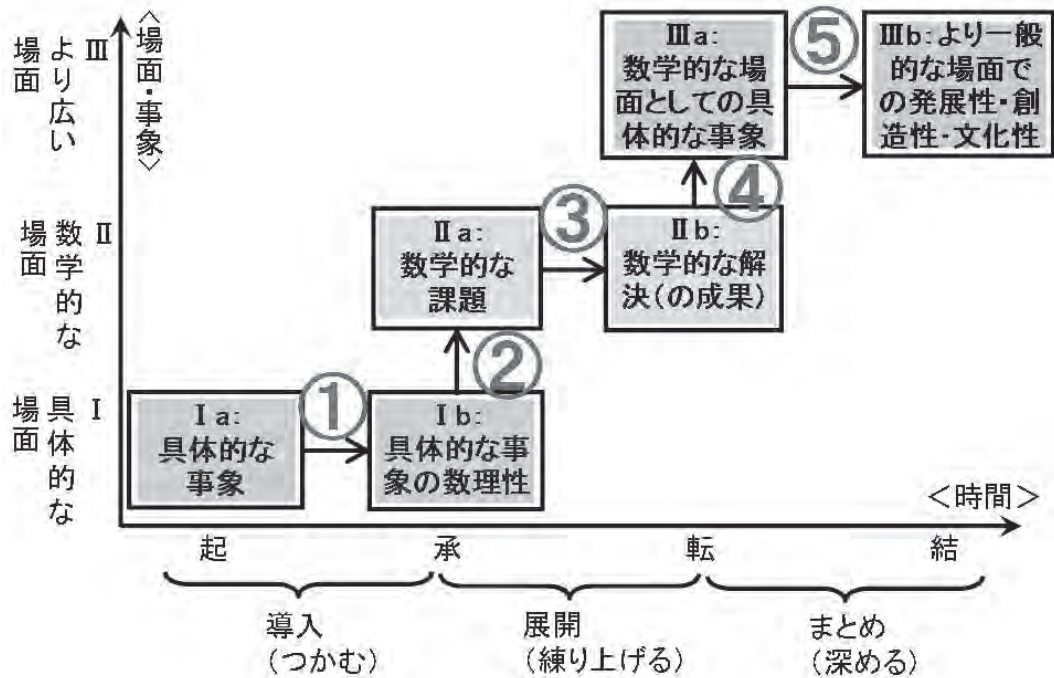 〈場面・事象〉
Ⅲ
より広い
場面
Ⅱ
数学的な
場面
Ⅰ
具体的な
場面
Ⅲa:
数学的な場
面としての具
体的な事象
⑤
Ⅲb:より一般
的な場面で
の発展性・創
造性・文化性
④
Ⅱa:
数学的な
課題
③
Ⅱb:
数学的な解
決(の成果)
②
Ⅰa:
具体的な
事象
①
Ⅰb:
具体的な事
象の数理性
<時間>
起 承 転 結
導入
(つかむ)
展開
(練り上げる)
まとめ
(深める)